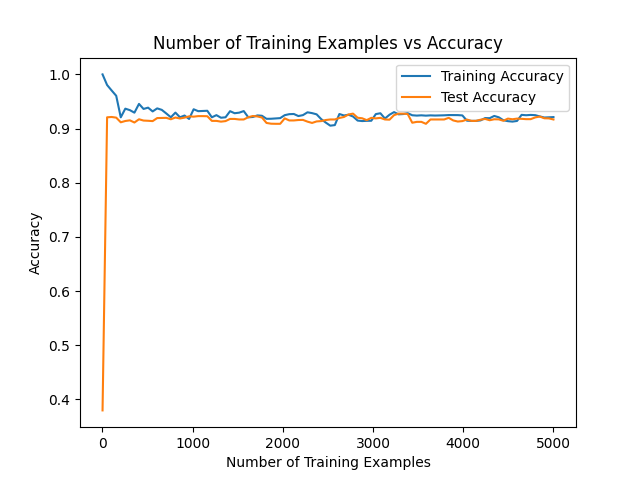 Number of Training Examples vs Accuracy
Training Accuracy
Test Accuracy
1.0
0.9
0.8
0.7
0.6
0.5
0.4
Accuracy
0 1000 2000 3000 4000 5000
Number of Training Examples